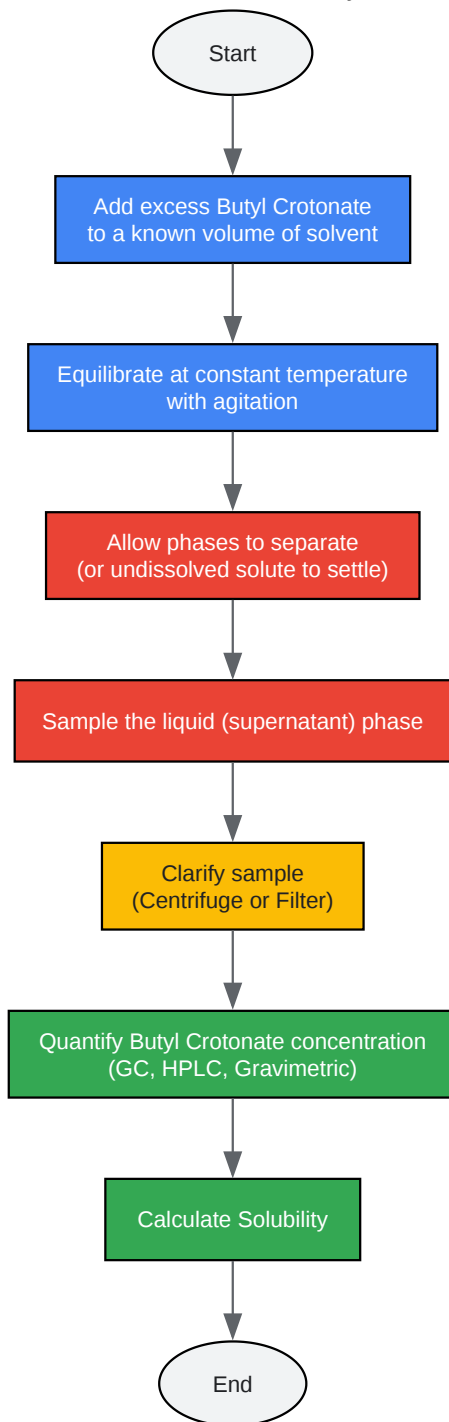 Start
Add excess Butyl Crotonate
to a known volume of solvent
Equilibrate at constant temperature
with agitation
Allow phases to separate
(or undissolved solute to settle)
Sample the liquid (supernatant) phase
Clarify sample
(Centrifuge or Filter)
Quantify Butyl Crotonate concentration
(GC, HPLC, Gravimetric)
Calculate Solubility
End